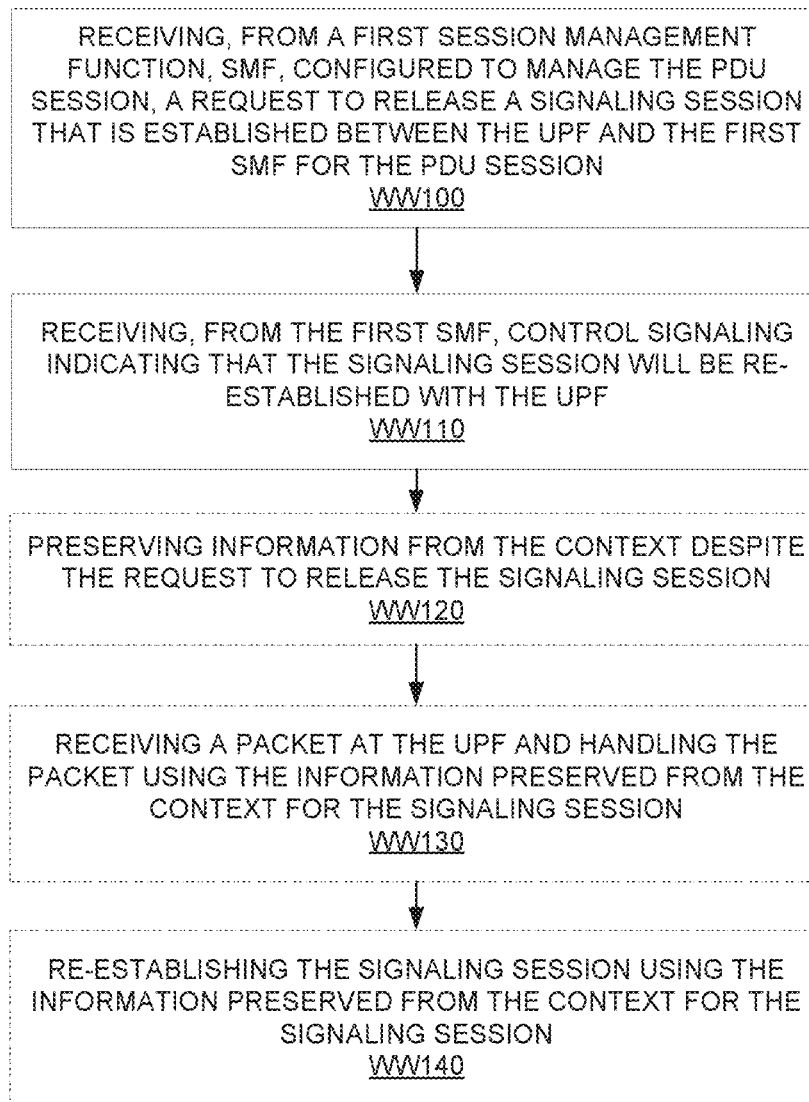 RECEIVING, FROM A FIRST SESSION MANAGEMENT
FUNCTION, SMF, CONFIGURED TO MANAGE THE PDU
SESSION, A REQUEST TO RELEASE A SIGNALING SESSION
THAT IS ESTABLISHED BETWEEN THE UPF AND THE FIRST
SMF FOR THE PDU SESSION
WW100
RECEIVING, FROM THE FIRST SMF, CONTROL SIGNALING
INDICATING THAT THE SIGNALING SESSION WILL BE RE-
ESTABLISHED WITH THE UPF
WW110
PRESERVING INFORMATION FROM THE CONTEXT DESPITE
THE REQUEST TO RELEASE THE SIGNALING SESSION
WW120
RECEIVING A PACKET AT THE UPF AND HANDLING THE
PACKET USING THE INFORMATION PRESERVED FROM THE
CONTEXT FOR THE SIGNALING SESSION
WW130
RE-ESTABLISHING THE SIGNALING SESSION USING THE
INFORMATION PRESERVED FROM THE CONTEXT FOR THE
SIGNALING SESSION
WW140